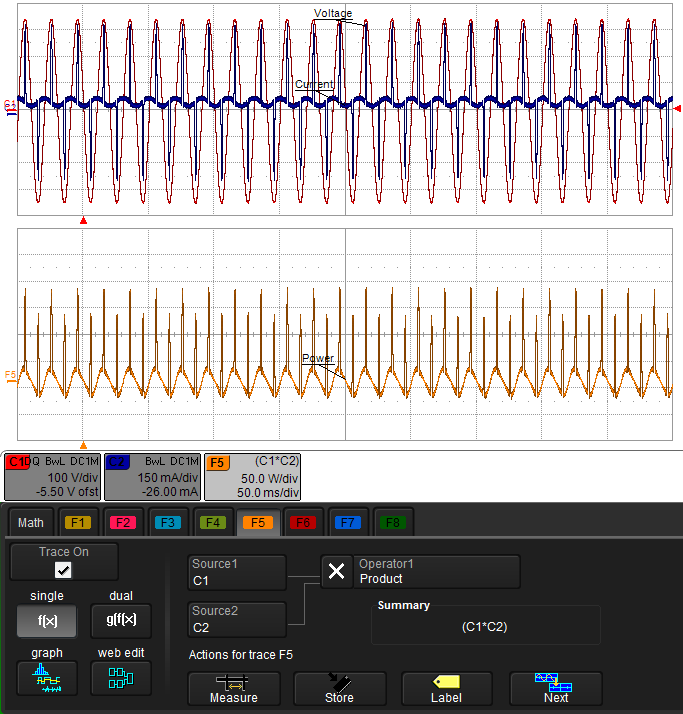 Voltage
Current
C1
Power
F5
C1 DQ BwL DC1M
100 V/div
-5.50 V ofst
BwL DC1M
150 mA/div
-26.00 mA
F5 (C1*C2)
50.0 W/div
50.0 ms/div
Math F1 F2 F3 F4 F5 F6 F7 F8
Trace On
single dual
f(x) g(f(x)
graph web edit
Source1
C1
Source2
C2
Operator1
Product
Summary
(C1*C2)
Actions for trace F5
Measure Store Label Next